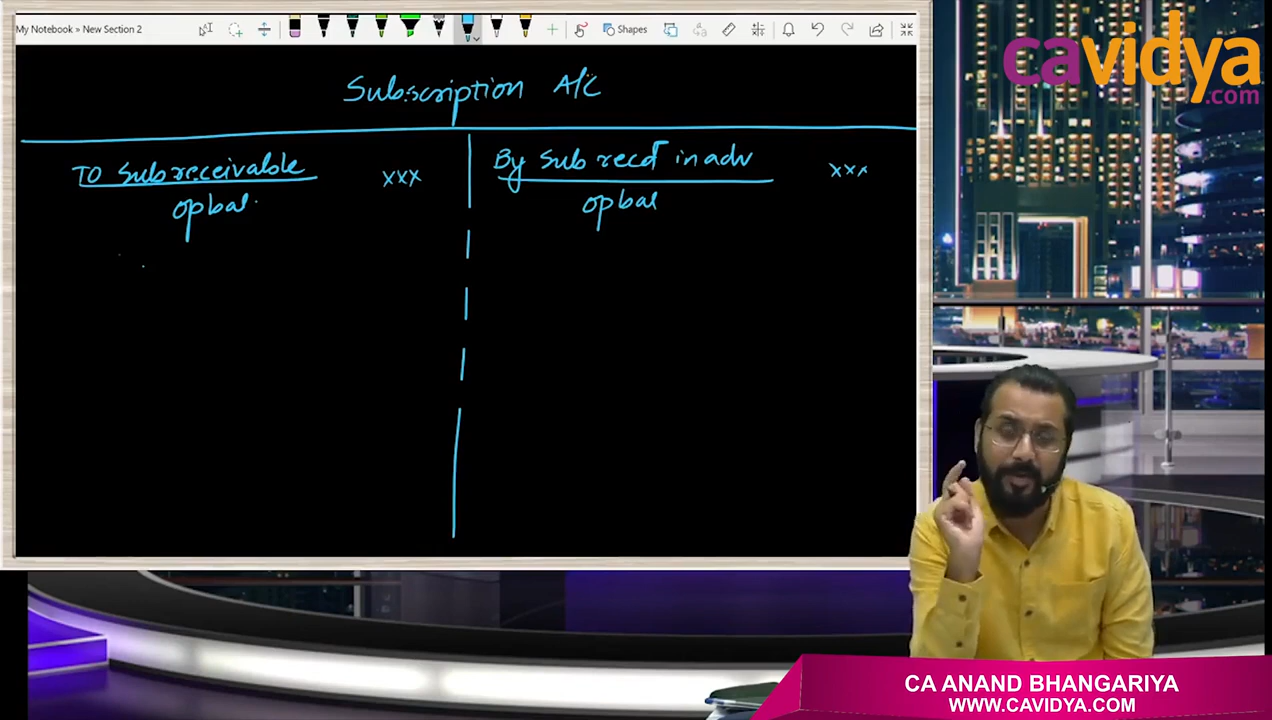 My Notebook » New Section 2
Shapes
cavidya
.com
Subscription A/C
To Sub receivable xxx
op bal
By Sub recd in adv xxx
op bal
CA ANAND BHANGARIYA
WWW.CAVIDYA.COM